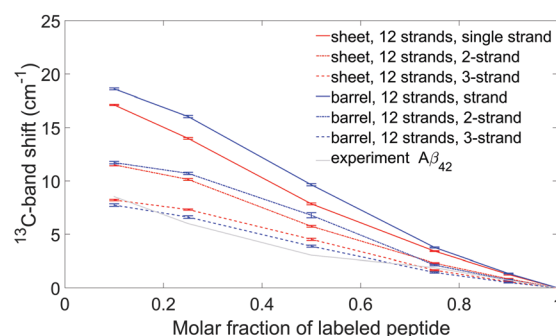 25
20
15
10
5
0
0
0.2
0.4
0.6
0.8
1
¹³C-band shift (cm⁻¹)
Molar fraction of labeled peptide
sheet, 12 strands, single strand
sheet, 12 strands, 2-strand
sheet, 12 strands, 3-strand
barrel, 12 strands, strand
barrel, 12 strands, 2-strand
barrel, 12 strands, 3-strand
experiment Aβ₄₂